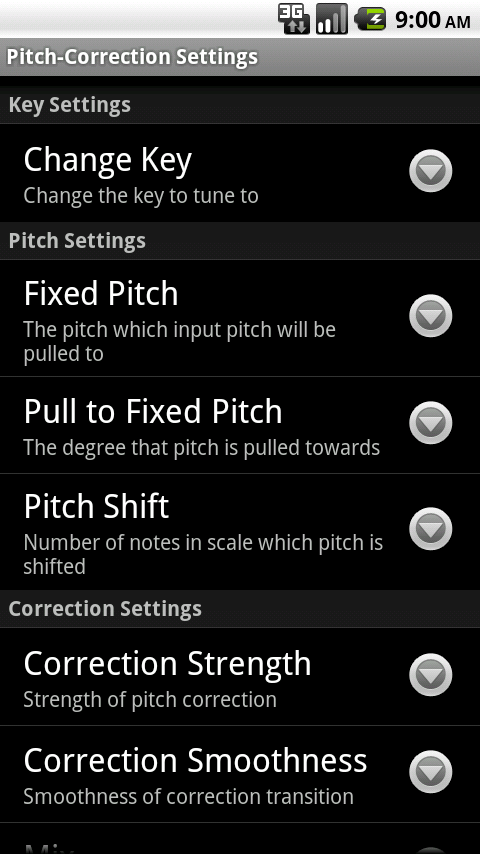 3G 9:00 AM
Pitch-Correction Settings
Key Settings
Change Key
Change the key to tune to
Pitch Settings
Fixed Pitch
The pitch which input pitch will be
pulled to
Pull to Fixed Pitch
The degree that pitch is pulled towards
Pitch Shift
Number of notes in scale which pitch is
shifted
Correction Settings
Correction Strength
Strength of pitch correction
Correction Smoothness
Smoothness of correction transition